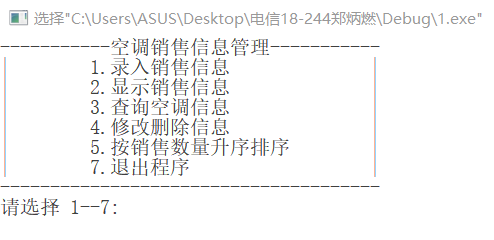 选择"C:\Users\ASUS\Desktop\电信18-244郑炳燃\Debug\1.exe"
-----------空调销售信息管理-----------
1.录入销售信息
2.显示销售信息
3.查询空调信息
4.修改删除信息
5.按销售数量升序排序
7.退出程序
--------------------------------------
请选择 1--7: